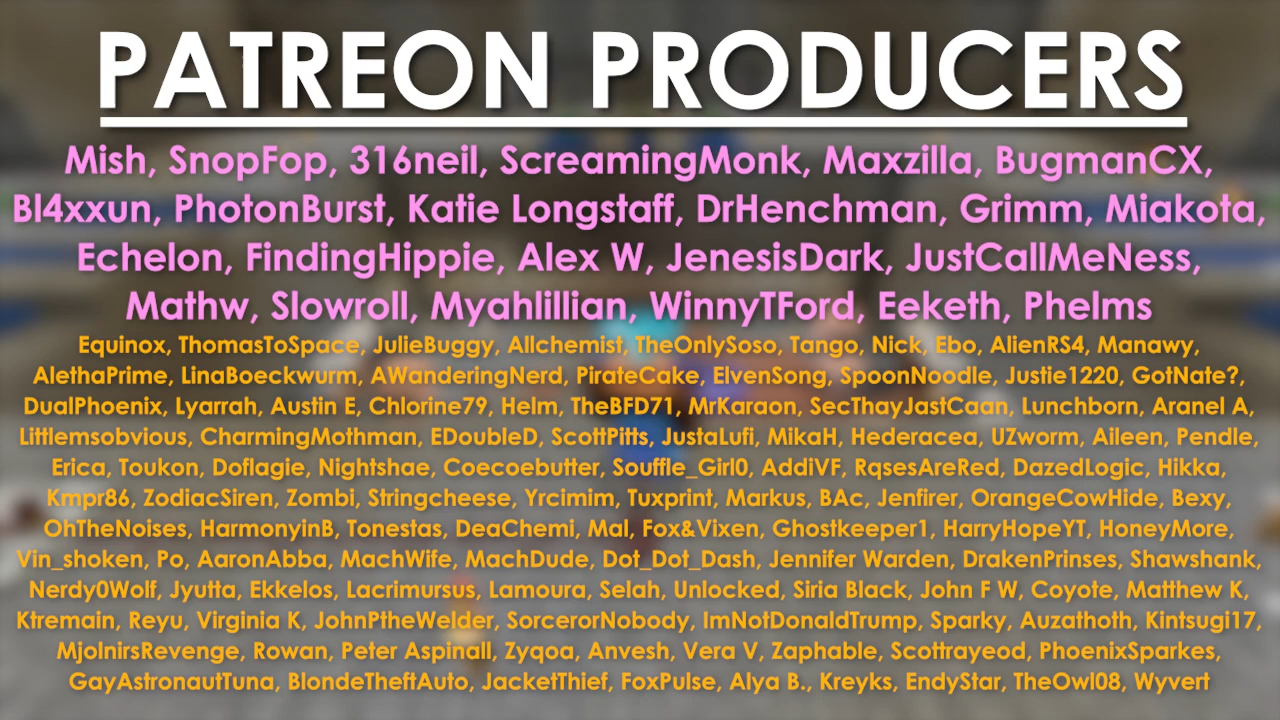 PATREON PRODUCERS
Mish, SnopFop, 316neil, ScreamingMonk, Maxzilla, BugmanCX,
Bl4xxun, PhotonBurst, Katie Longstaff, DrHenchman, Grimm, Miakota,
Echelon, FindingHippie, Alex W, JenesisDark, JustCallMeNess,
Mathw, Slowroll, Myahlillian, WinnyTFord, Eeketh, Phelms
Equinox, ThomasToSpace, JulieBuggy, Allchemist, TheOnlySoso, Tango, Nick, Ebo, AlienRS4, Manawy,
AlethaPrime, LinaBoeckwurm, AWanderingNerd, PirateCake, ElvenSong, SpoonNoodle, Justie1220, GotNate?,
DualPhoenix, Lyarrah, Austin E, Chlorine79, Helm, TheBFD71, MrKaraon, SecThayJastCaan, Lunchborn, Aranel A,
Littlemsobvious, CharmingMothman, EDoubleD, ScottPitts, JustaLufi, MikaH, Hederacea, UZworm, Aileen, Pendle,
Erica, Toukon, Doflagie, Nightshae, Coecoebutter, Souffle_Girl0, AddiVF, RqsesAreRed, DazedLogic, Hikka,
Kmpr86, ZodiacSiren, Zombi, Stringcheese, Yrcimim, Tuxprint, Markus, BAc, Jenfirer, OrangeCowHide, Bexy,
OhTheNoises, HarmonyinB, Tonestas, DeaChemi, Mal, Fox&Vixen, Ghostkeeper1, HarryHopeYT, HoneyMore,
Vin_shoken, Po, AaronAbba, MachWife, MachDude, Dot_Dot_Dash, Jennifer Warden, DrakenPrinses, Shawshank,
Nerdy0Wolf, Jyutta, Ekkelos, Lacrimursus, Lamoura, Selah, Unlocked, Siria Black, John F W, Coyote, Matthew K,
Ktremain, Reyu, Virginia K, JohnPtheWelder, SorcerorNobody, ImNotDonaldTrump, Sparky, Auzathoth, Kintsugi17,
MjolnirsRevenge, Rowan, Peter Aspinall, Zyqoa, Anvesh, Vera V, Zaphable, Scottrayeod, PhoenixSparkes,
GayAstronautTuna, BlondeTheftAuto, JacketThief, FoxPulse, Alya B., Kreyks, EndyStar, TheOwl08, Wyvert